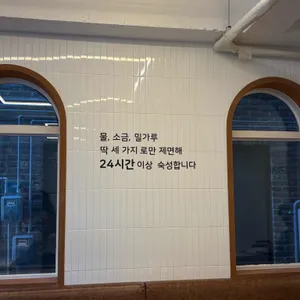 물, 소금, 밀가루
딱 세 가지 로만 제면해
24시간 이상 숙성합니다